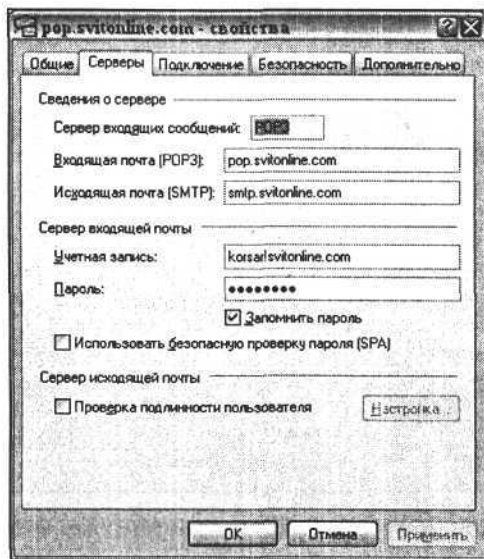 pop.svitonline.com - свойства
Общие Серверы Подключение Безопасность Дополнительно
Сведения о сервере
Сервер входящих сообщений: POP3
Входящая почта (POP3): pop.svitonline.com
Исходящая почта (SMTP): smtp.svitonline.com
Сервер входящей почты
Учетная запись: korsar!svitonline.com
Пароль: ●●●●●●●●
Запомнить пароль
Использовать безопасную проверку пароля (SPA)
Сервер исходящей почты
Проверка подлинности пользователя Настройка...
OK Отмена Применить